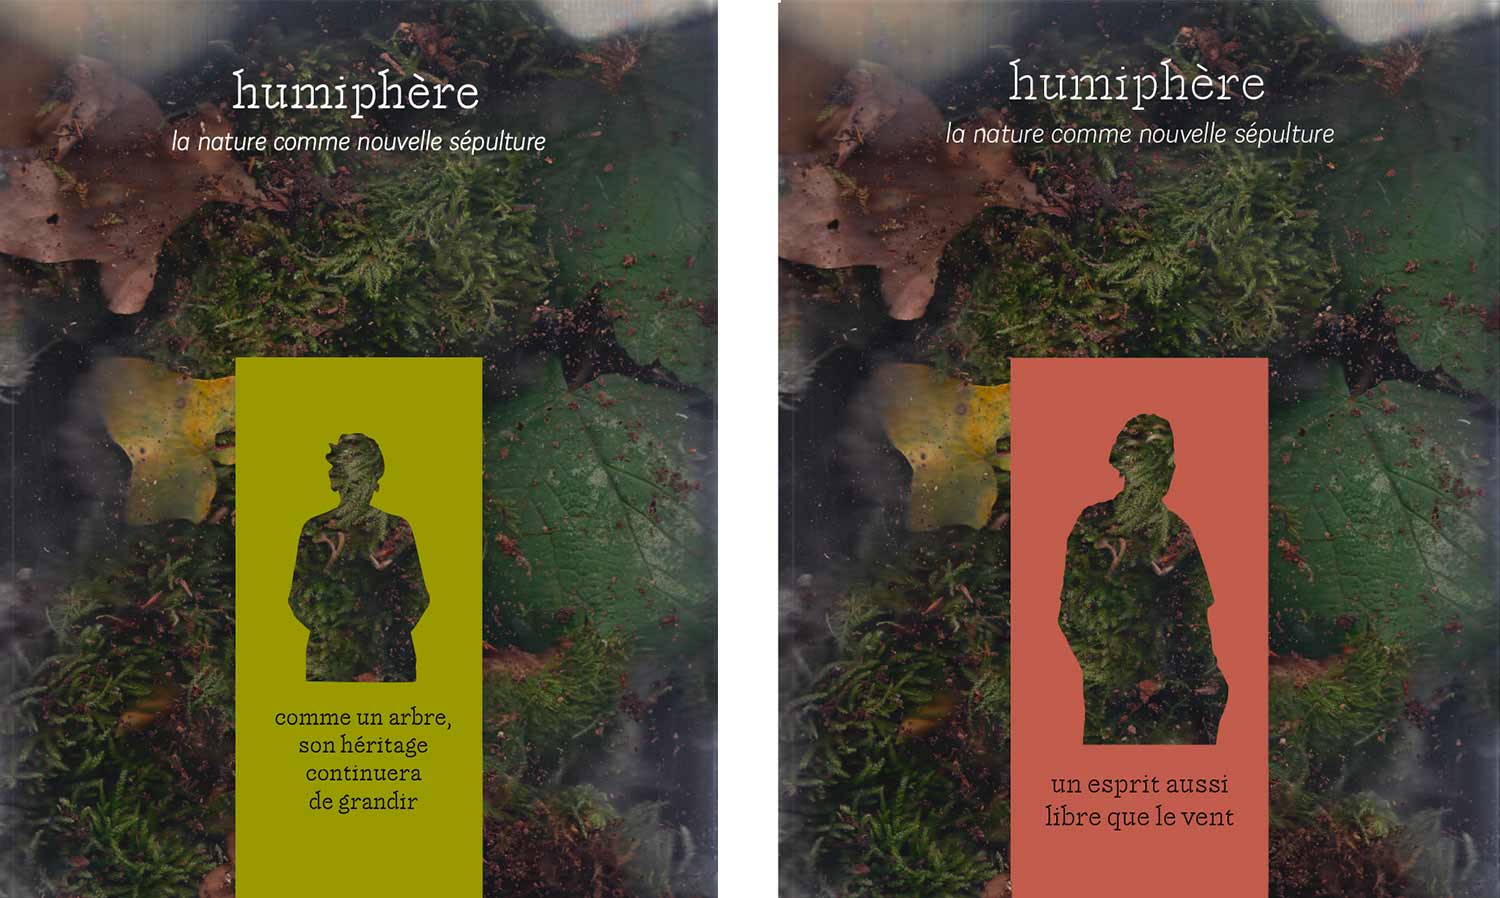 humiphère
la nature comme nouvelle sépulture
comme un arbre,
son héritage
continuera
de grandir
humiphère
la nature comme nouvelle sépulture
un esprit aussi
libre que le vent